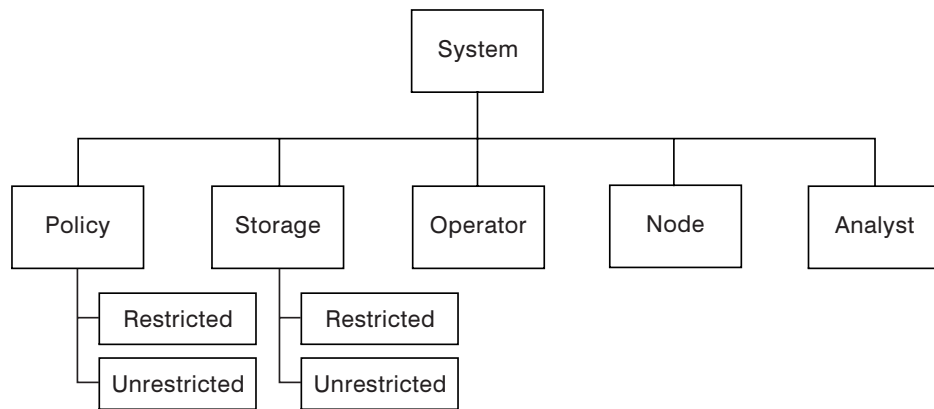 System
Policy
Storage
Operator
Node
Analyst
Restricted
Restricted
Unrestricted
Unrestricted